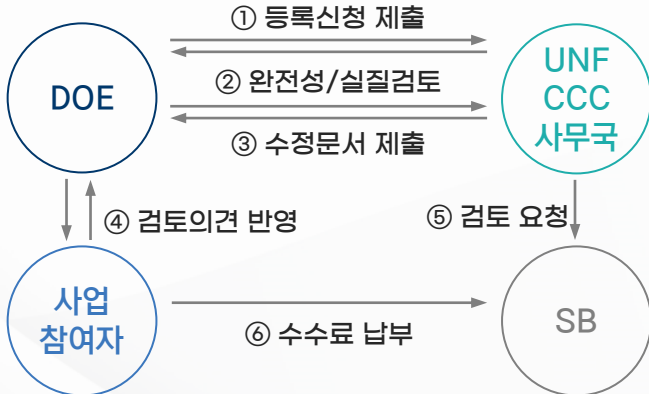 ① 등록신청 제출
DOE
② 완전성/실질검토
UNF
CCC
사무국
③ 수정문서 제출
④ 검토의견 반영
⑤ 검토 요청
사업
참여자
⑥ 수수료 납부
SB